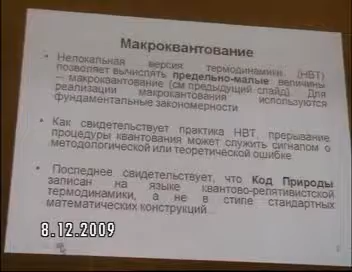 Макроквантование
• Нелокальная версия термодинамики (НВТ)
позволяет вычислять предельно-малые величины
– макроквантование (см предыдущий слайд). Для
реализации макроквантования используются
фундаментальные закономерности
• Как свидетельствует практика НВТ, прерывание
процедуры квантования может служить сигналом о
методологической или теоретической ошибке
• Последнее свидетельствует, что Код Природы
записан на языке квантово-релятивистской
термодинамики, а не в стиле стандартных
математических конструкций
8.12.2009